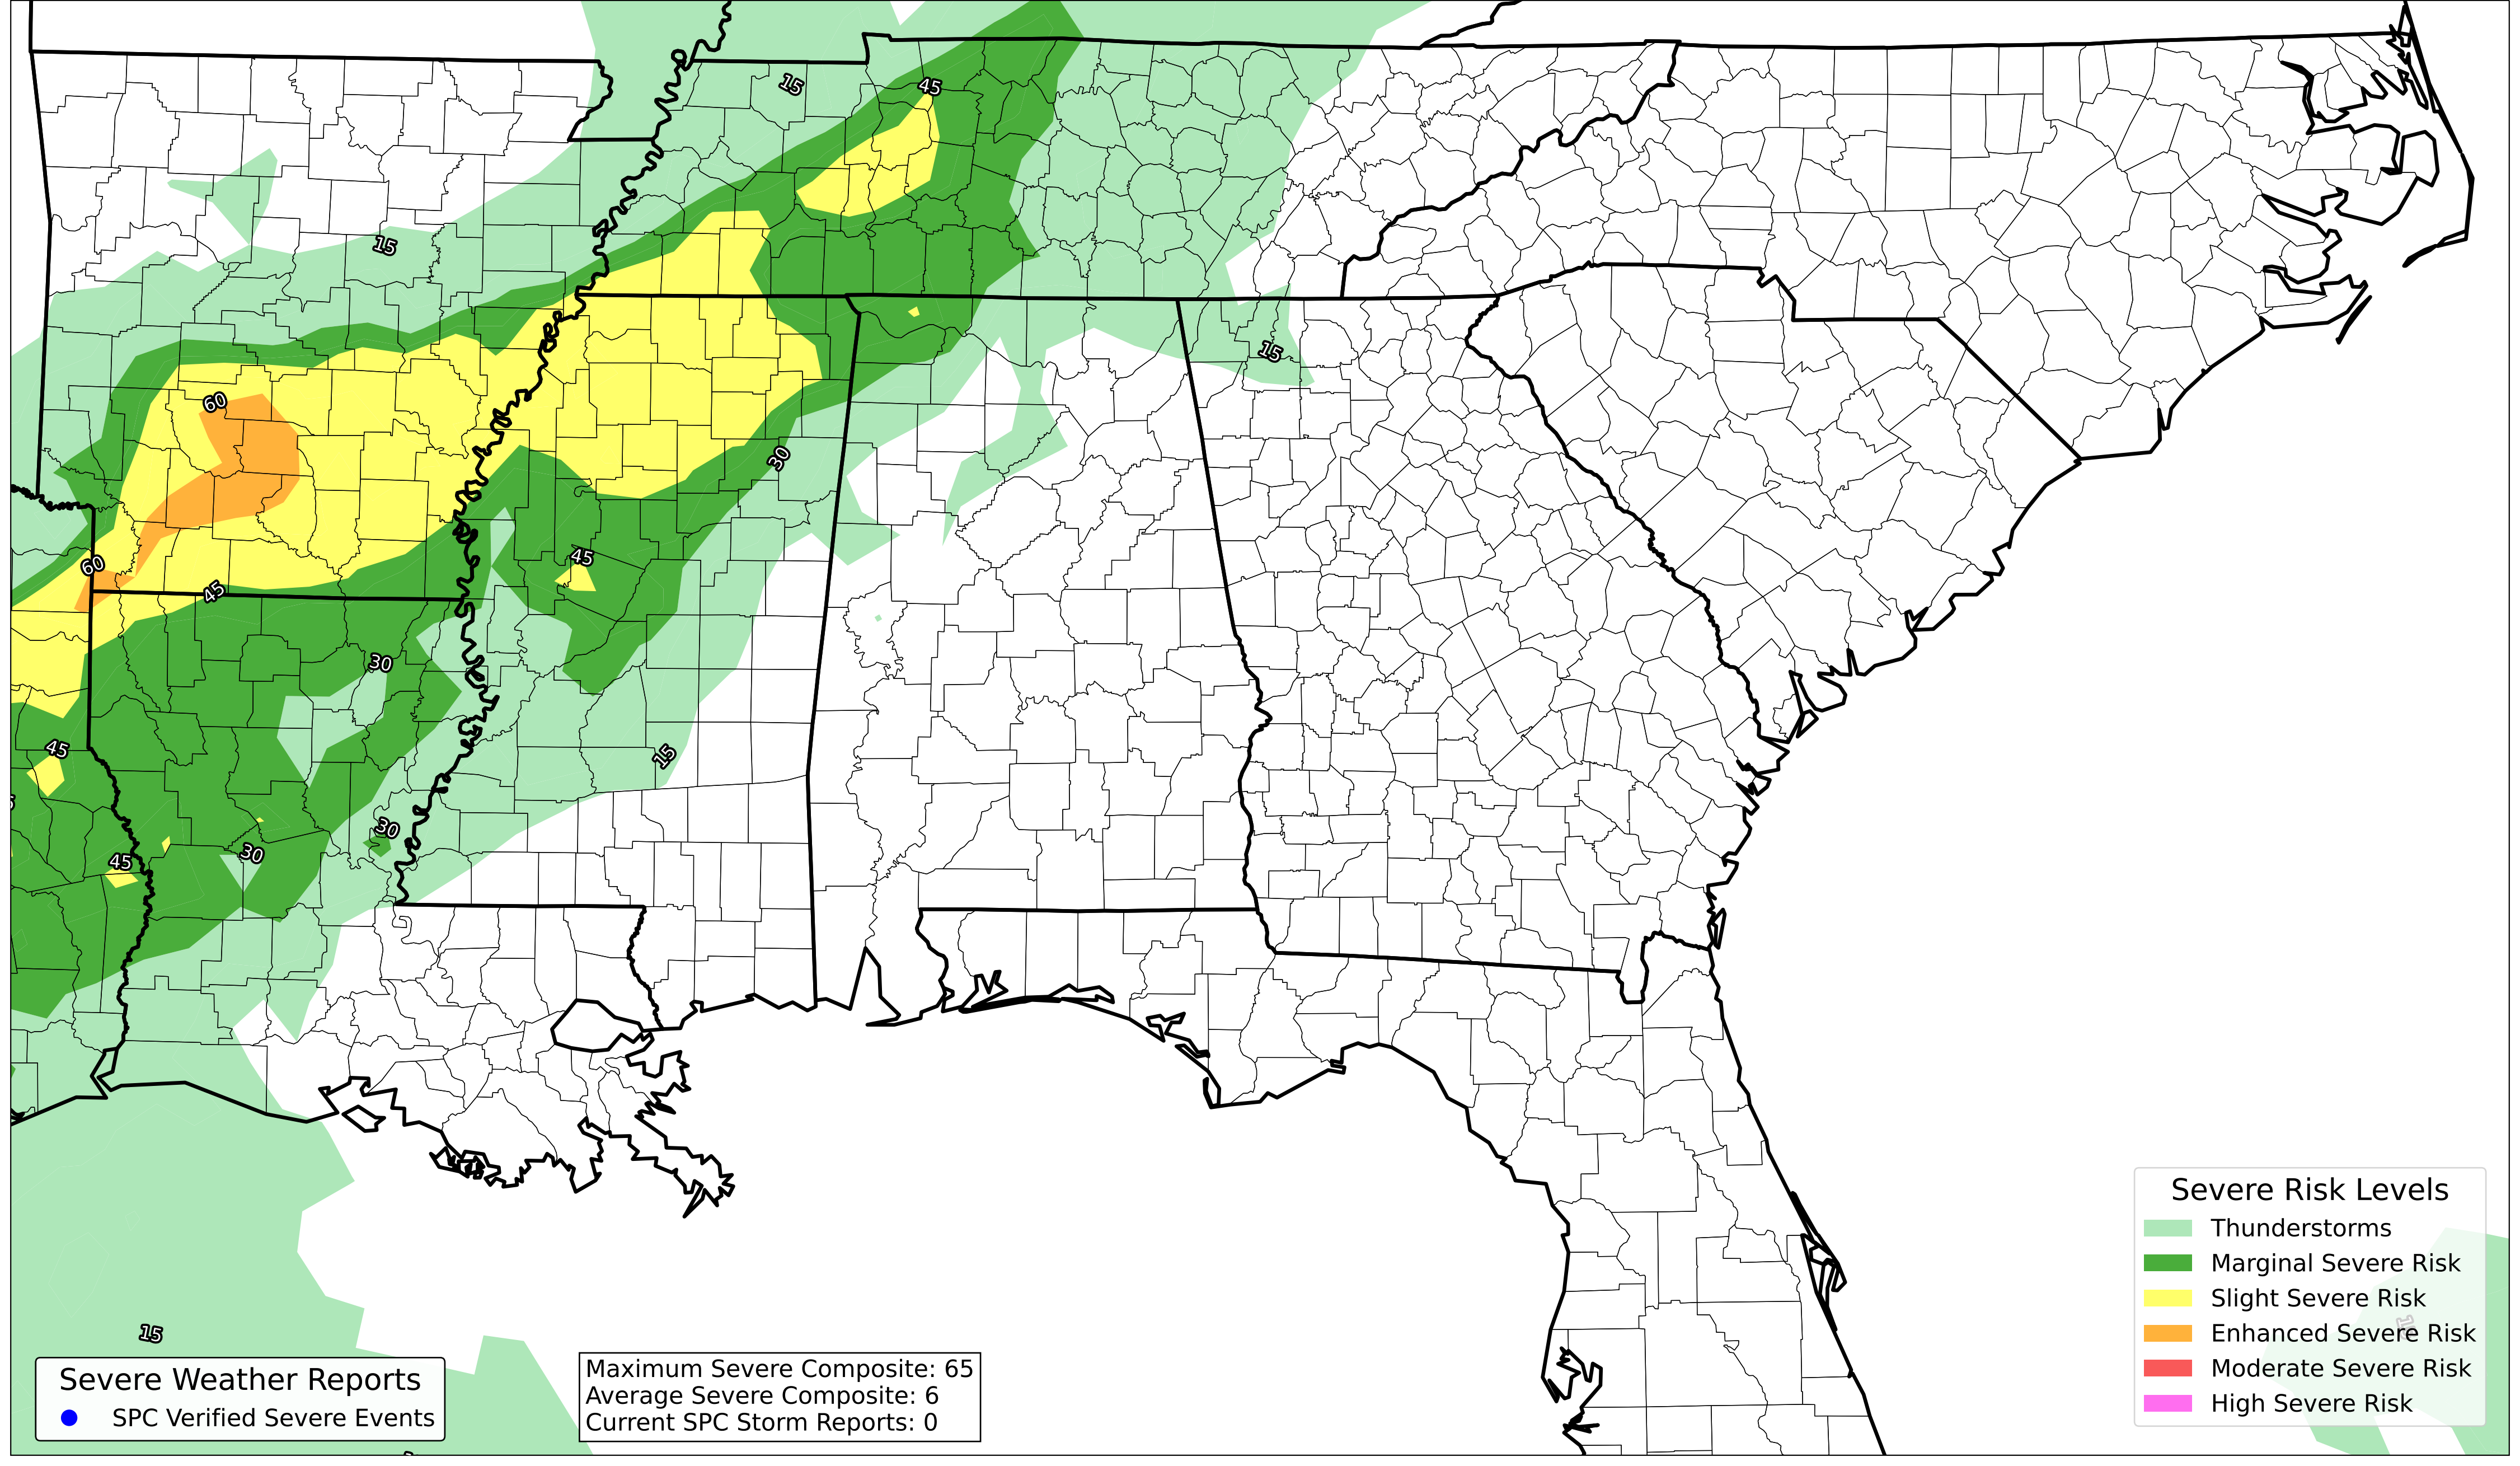 15
45
15
15
60
30
60
45
45
30
45
15
30
30
45
15
Severe Weather Reports
SPC Verified Severe Events
Maximum Severe Composite: 65
Average Severe Composite: 6
Current SPC Storm Reports: 0
Severe Risk Levels
Thunderstorms
Marginal Severe Risk
Slight Severe Risk
Enhanced Severe Risk
Moderate Severe Risk
High Severe Risk